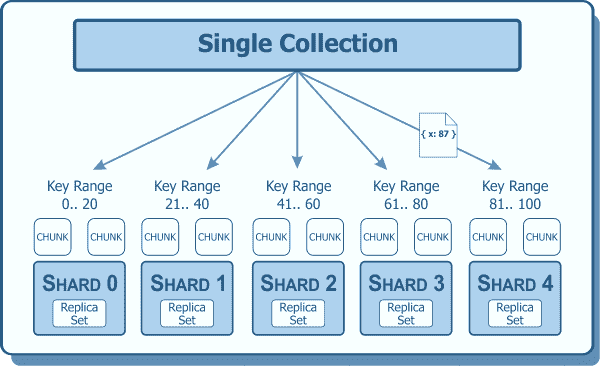 Single Collection
{ x: 87 }
Key Range
0.. 20
Key Range
21.. 40
Key Range
41.. 60
Key Range
61.. 80
Key Range
81.. 100
CHUNK
CHUNK
CHUNK
CHUNK
CHUNK
CHUNK
CHUNK
CHUNK
CHUNK
CHUNK
SHARD 0
Replica
Set
SHARD 1
Replica
Set
SHARD 2
Replica
Set
SHARD 3
Replica
Set
SHARD 4
Replica
Set